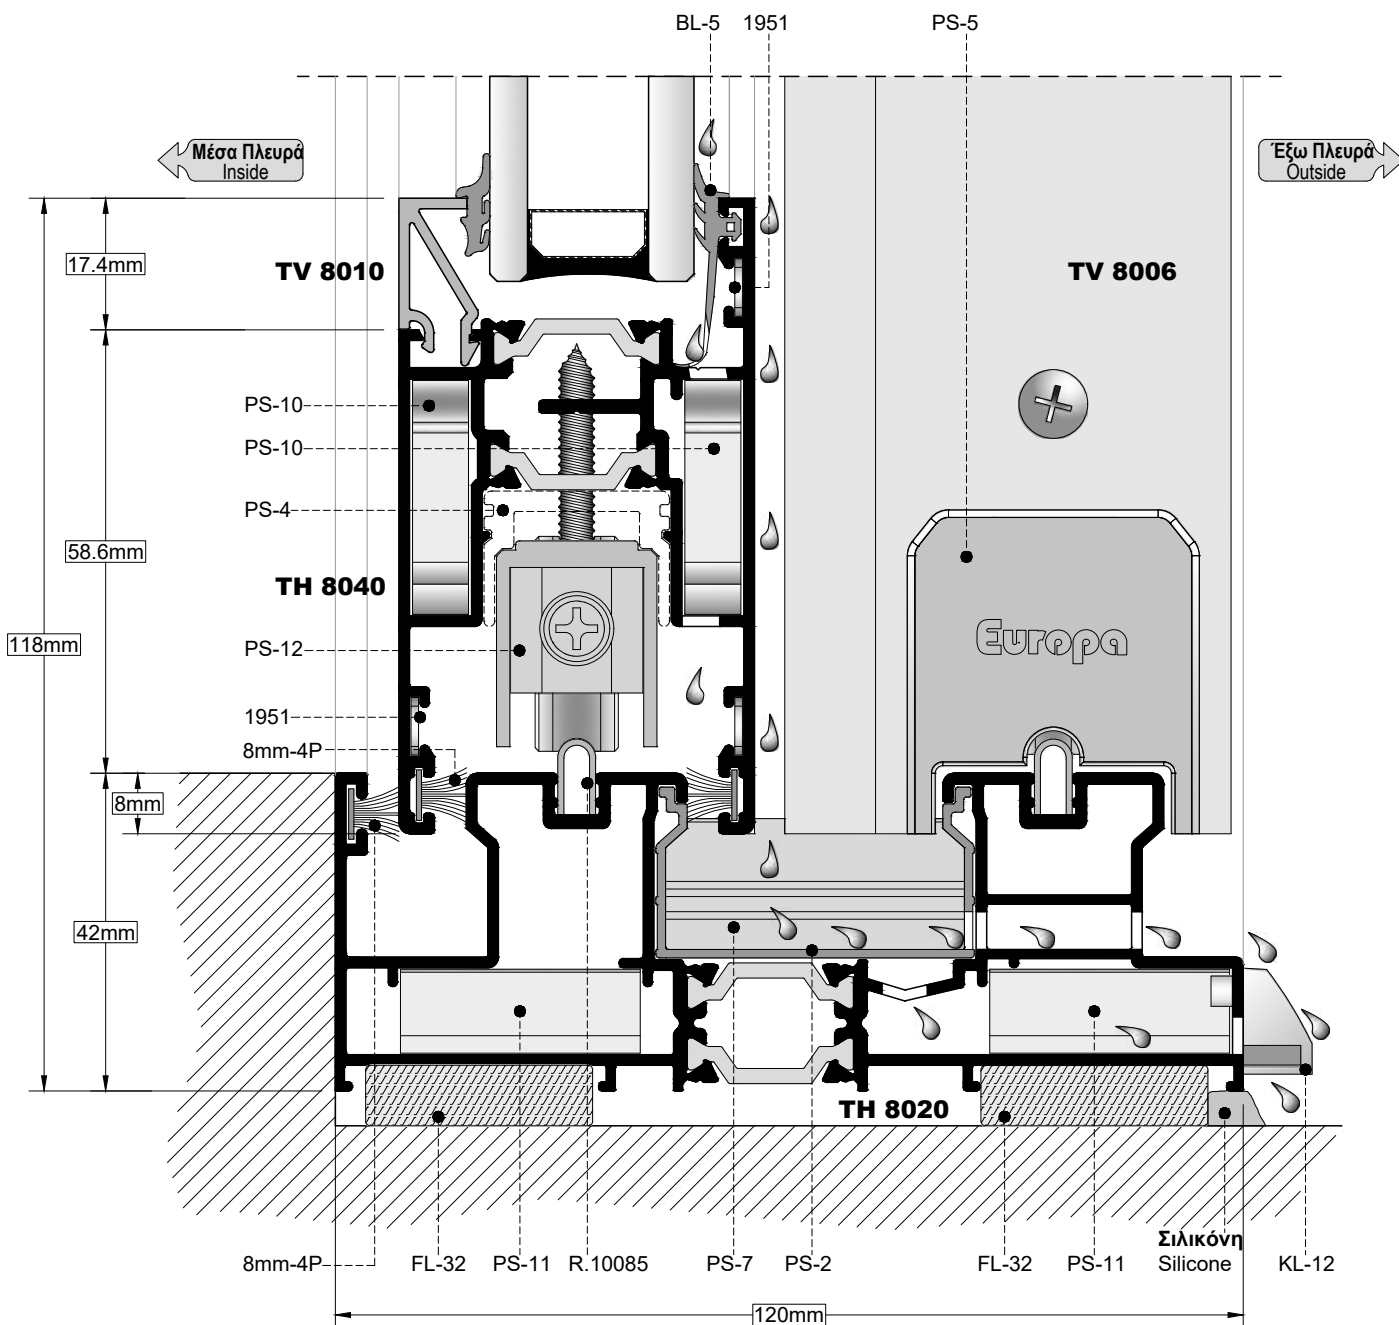 BL-5 1951 PS-5
Μέσα Πλευρά
Inside
Έξω Πλευρά
Outside
17.4mm
TV 8010
TV 8006
PS-10
PS-10
PS-4
58.6mm
TH 8040
118mm
PS-12
Europa
1951
8mm-4P
8mm
42mm
TH 8020
Σιλικόνη
8mm-4P FL-32 PS-11 R.10085 PS-7 PS-2 FL-32 PS-11 Silicone KL-12
120mm